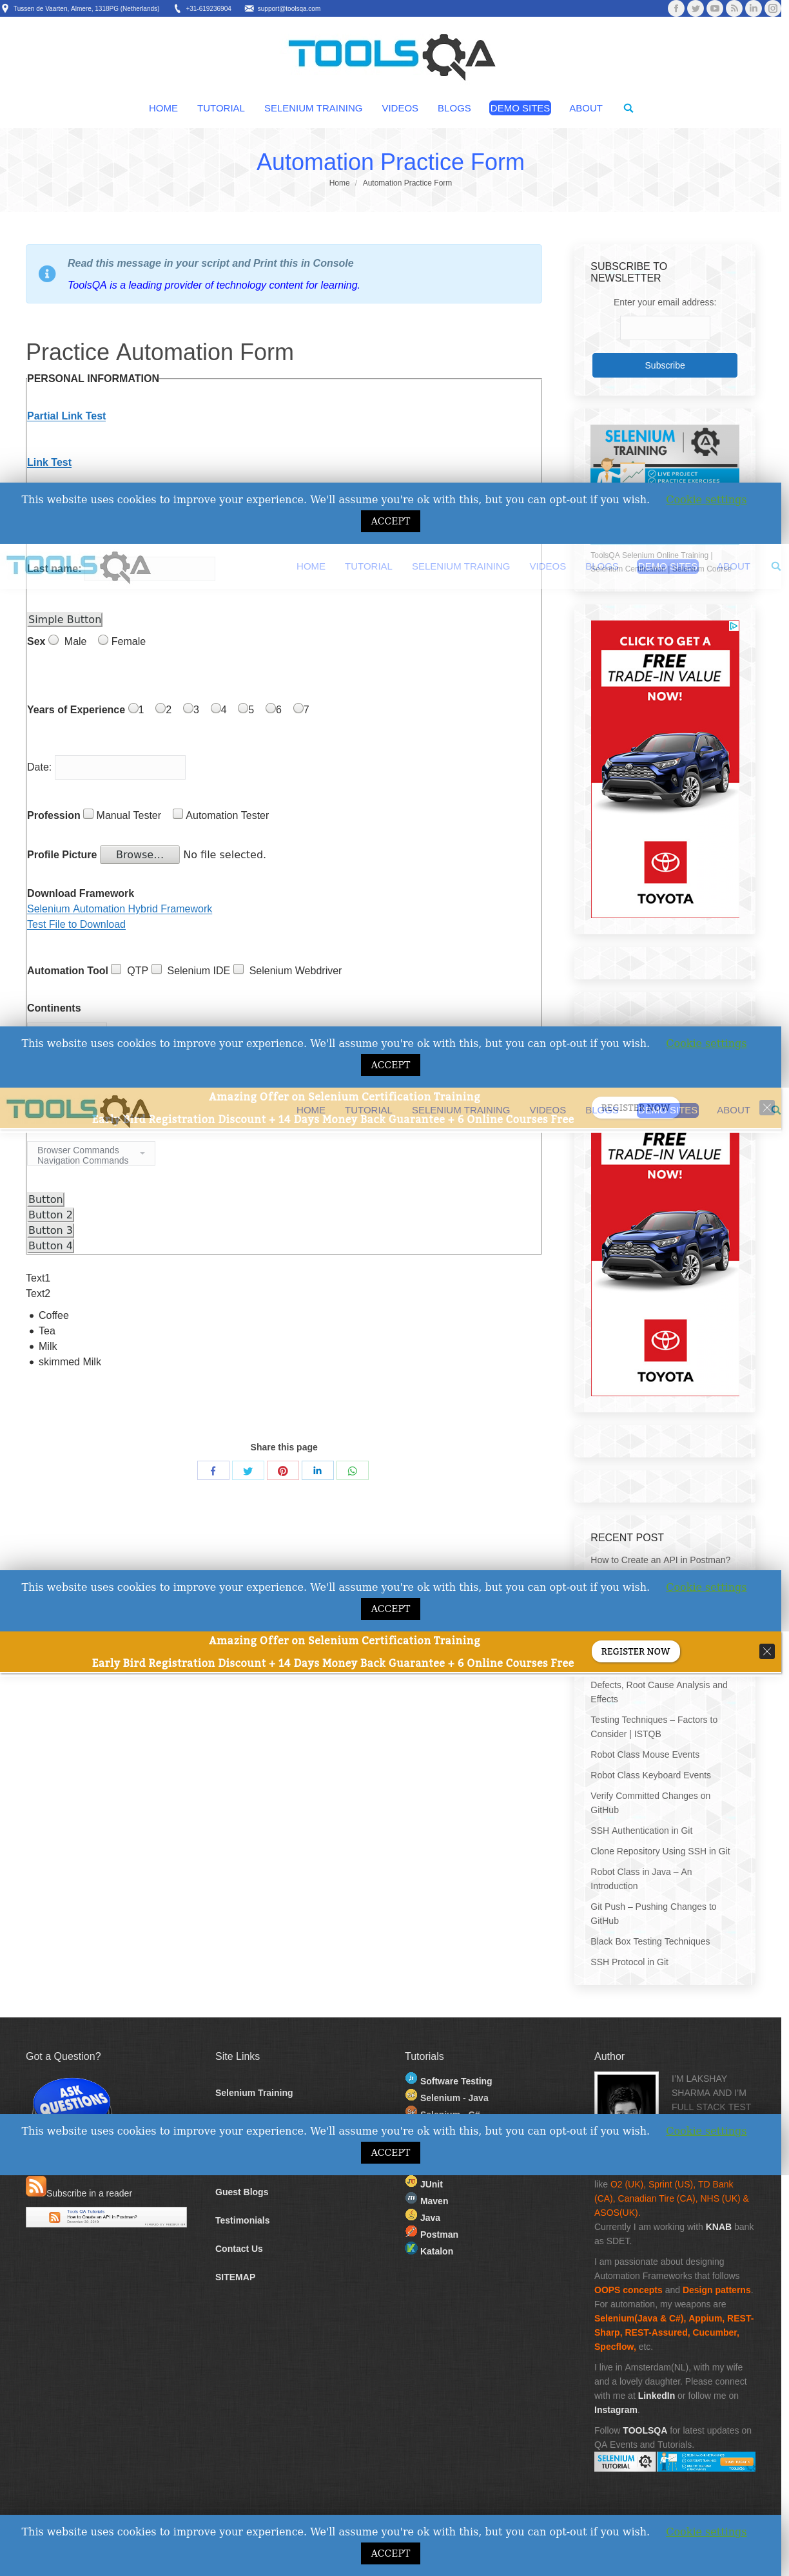 Tussen de Vaarten, Almere, 1318PG (Netherlands) +31-619236904 support@toolsqa.com
TOOLSQA
HOME TUTORIAL SELENIUM TRAINING VIDEOS BLOGS DEMO SITES ABOUT
Automation Practice Form
Home / Automation Practice Form
Read this message in your script and Print this in Console
ToolsQA is a leading provider of technology content for learning.
Practice Automation Form
PERSONAL INFORMATION
Partial Link Test
Link Test
SUBSCRIBE TO
NEWSLETTER
Enter your email address:
Subscribe
SELENIUM
TRAINING
LIVE PROJECT
PRACTICE EXERCISES
This website uses cookies to improve your experience. We'll assume you're ok with this, but you can opt-out if you wish. Cookie settings
ACCEPT
TOOLSQA
HOME TUTORIAL SELENIUM TRAINING VIDEOS BLOGS DEMO SITES ABOUT
ToolsQA Selenium Online Training |
Selenium Certification | Selenium Course
Last name:
Simple Button
Sex Male Female
Years of Experience 1 2 3 4 5 6 7
Date:
Profession Manual Tester Automation Tester
Profile Picture Browse... No file selected.
Download Framework
Selenium Automation Hybrid Framework
Test File to Download
Automation Tool QTP Selenium IDE Selenium Webdriver
Continents
CLICK TO GET A
FREE
TRADE-IN VALUE
NOW!
TOYOTA
This website uses cookies to improve your experience. We'll assume you're ok with this, but you can opt-out if you wish. Cookie settings
ACCEPT
Amazing Offer on Selenium Certification Training
Early Bird Registration Discount + 14 Days Money Back Guarantee + 6 Online Courses Free
REGISTER NOW
TOOLSQA
HOME TUTORIAL SELENIUM TRAINING VIDEOS BLOGS DEMO SITES ABOUT
Browser Commands
Navigation Commands
Button
Button 2
Button 3
Button 4
Text1
Text2
Coffee
Tea
Milk
skimmed Milk
Share this page
FREE
TRADE-IN VALUE
NOW!
TOYOTA
RECENT POST
How to Create an API in Postman?
This website uses cookies to improve your experience. We'll assume you're ok with this, but you can opt-out if you wish. Cookie settings
ACCEPT
Amazing Offer on Selenium Certification Training
Early Bird Registration Discount + 14 Days Money Back Guarantee + 6 Online Courses Free
REGISTER NOW
Defects, Root Cause Analysis and
Effects
Testing Techniques – Factors to
Consider | ISTQB
Robot Class Mouse Events
Robot Class Keyboard Events
Verify Committed Changes on
GitHub
SSH Authentication in Git
Clone Repository Using SSH in Git
Robot Class in Java – An
Introduction
Git Push – Pushing Changes to
GitHub
Black Box Testing Techniques
SSH Protocol in Git
Got a Question?
ASK
QUESTIONS
Site Links
Selenium Training
Tutorials
Software Testing
Selenium - Java
Selenium - C#
Author
I'M LAKSHAY
SHARMA AND I'M
FULL STACK TEST
This website uses cookies to improve your experience. We'll assume you're ok with this, but you can opt-out if you wish. Cookie settings
ACCEPT
Subscribe in a reader
Tools QA Tutorials
How to Create an API in Postman?
Guest Blogs
Testimonials
Contact Us
SITEMAP
JUnit
Maven
Java
Postman
Katalon
like O2 (UK), Sprint (US), TD Bank
(CA), Canadian Tire (CA), NHS (UK) &
ASOS(UK).
Currently I am working with KNAB bank
as SDET.
I am passionate about designing
Automation Frameworks that follows
OOPS concepts and Design patterns.
For automation, my weapons are
Selenium(Java & C#), Appium, REST-
Sharp, REST-Assured, Cucumber,
Specflow, etc.
I live in Amsterdam(NL), with my wife
and a lovely daughter. Please connect
with me at LinkedIn or follow me on
Instagram.
Follow TOOLSQA for latest updates on
QA Events and Tutorials.
SELENIUM
TUTORIAL
This website uses cookies to improve your experience. We'll assume you're ok with this, but you can opt-out if you wish. Cookie settings
ACCEPT